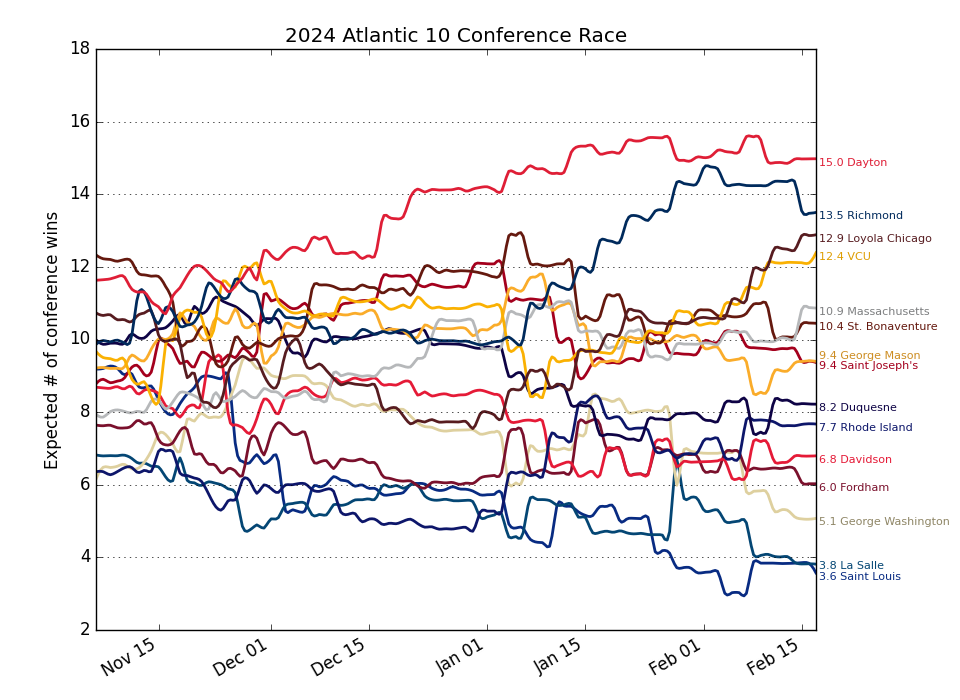 2024 Atlantic 10 Conference Race
Expected # of conference wins
18
16
14
12
10
8
6
4
2
15.0 Dayton
13.5 Richmond
12.9 Loyola Chicago
12.4 VCU
10.9 Massachusetts
10.4 St. Bonaventure
9.4 George Mason
9.4 Saint Joseph's
8.2 Duquesne
7.7 Rhode Island
6.8 Davidson
6.0 Fordham
5.1 George Washington
3.8 La Salle
3.6 Saint Louis
Nov 15
Dec 01
Dec 15
Jan 01
Jan 15
Feb 01
Feb 15